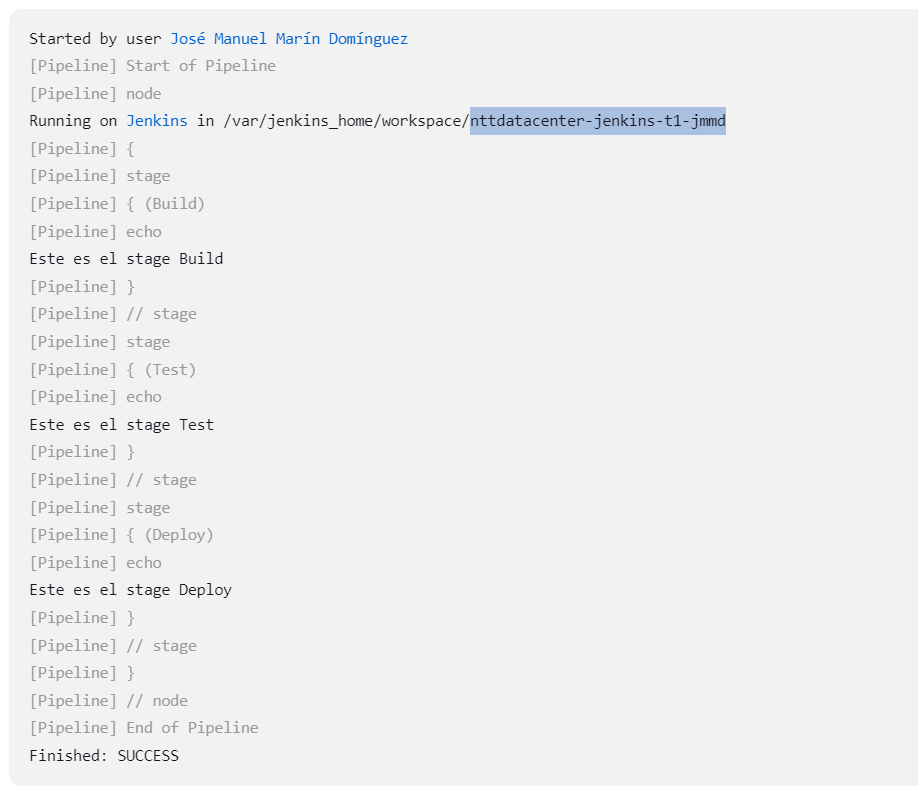 Started by user José Manuel Marín Domínguez
[Pipeline] Start of Pipeline
[Pipeline] node
Running on Jenkins in /var/jenkins_home/workspace/nttdatacenter-jenkins-t1-jmmd
[Pipeline] {
[Pipeline] stage
[Pipeline] { (Build)
[Pipeline] echo
Este es el stage Build
[Pipeline] }
[Pipeline] // stage
[Pipeline] stage
[Pipeline] { (Test)
[Pipeline] echo
Este es el stage Test
[Pipeline] }
[Pipeline] // stage
[Pipeline] stage
[Pipeline] { (Deploy)
[Pipeline] echo
Este es el stage Deploy
[Pipeline] }
[Pipeline] // stage
[Pipeline] }
[Pipeline] // node
[Pipeline] End of Pipeline
Finished: SUCCESS